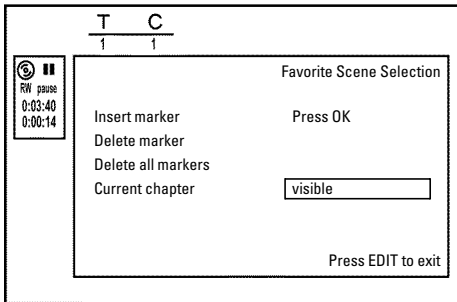 T C
1 1
RW pause
0:03:40
0:00:14
Favorite Scene Selection
Insert marker Press OK
Delete marker
Delete all markers
Current chapter visible
Press EDIT to exit